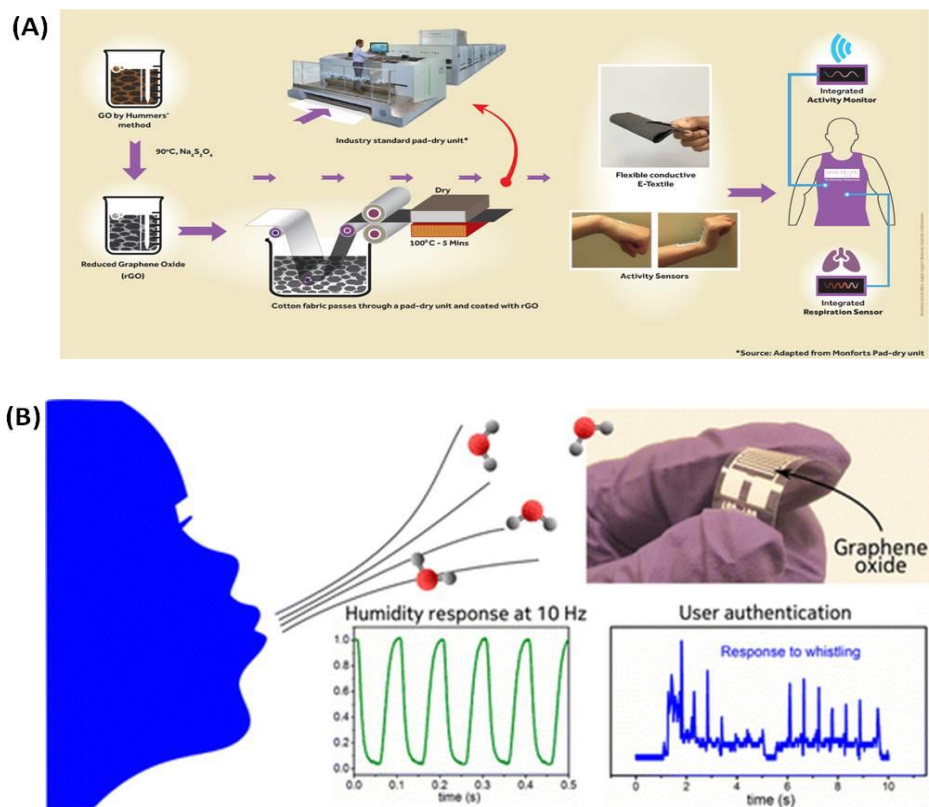 (A)
GO by Hummers'
method
90°C, Na₂S₂O₄
Reduced Graphene Oxide
(rGO)
Industry standard pad-dry unit*
Dry
100°C - 5 Mins
Cotton fabric passes through a pad-dry unit and coated with rGO
Flexible conductive
E-Textile
Activity Sensors
Integrated
Activity Monitor
Integrated
Respiration Sensor
*Source: Adapted from Monforts Pad-dry unit
(B)
Graphene
oxide
Humidity response at 10 Hz
1.0
0.8
0.6
0.4
0.2
0.0
0.0 0.1 0.2 0.3 0.4 0.5
time (s)
User authentication
Response to whistling
0 2 4 6 8 10
time (s)